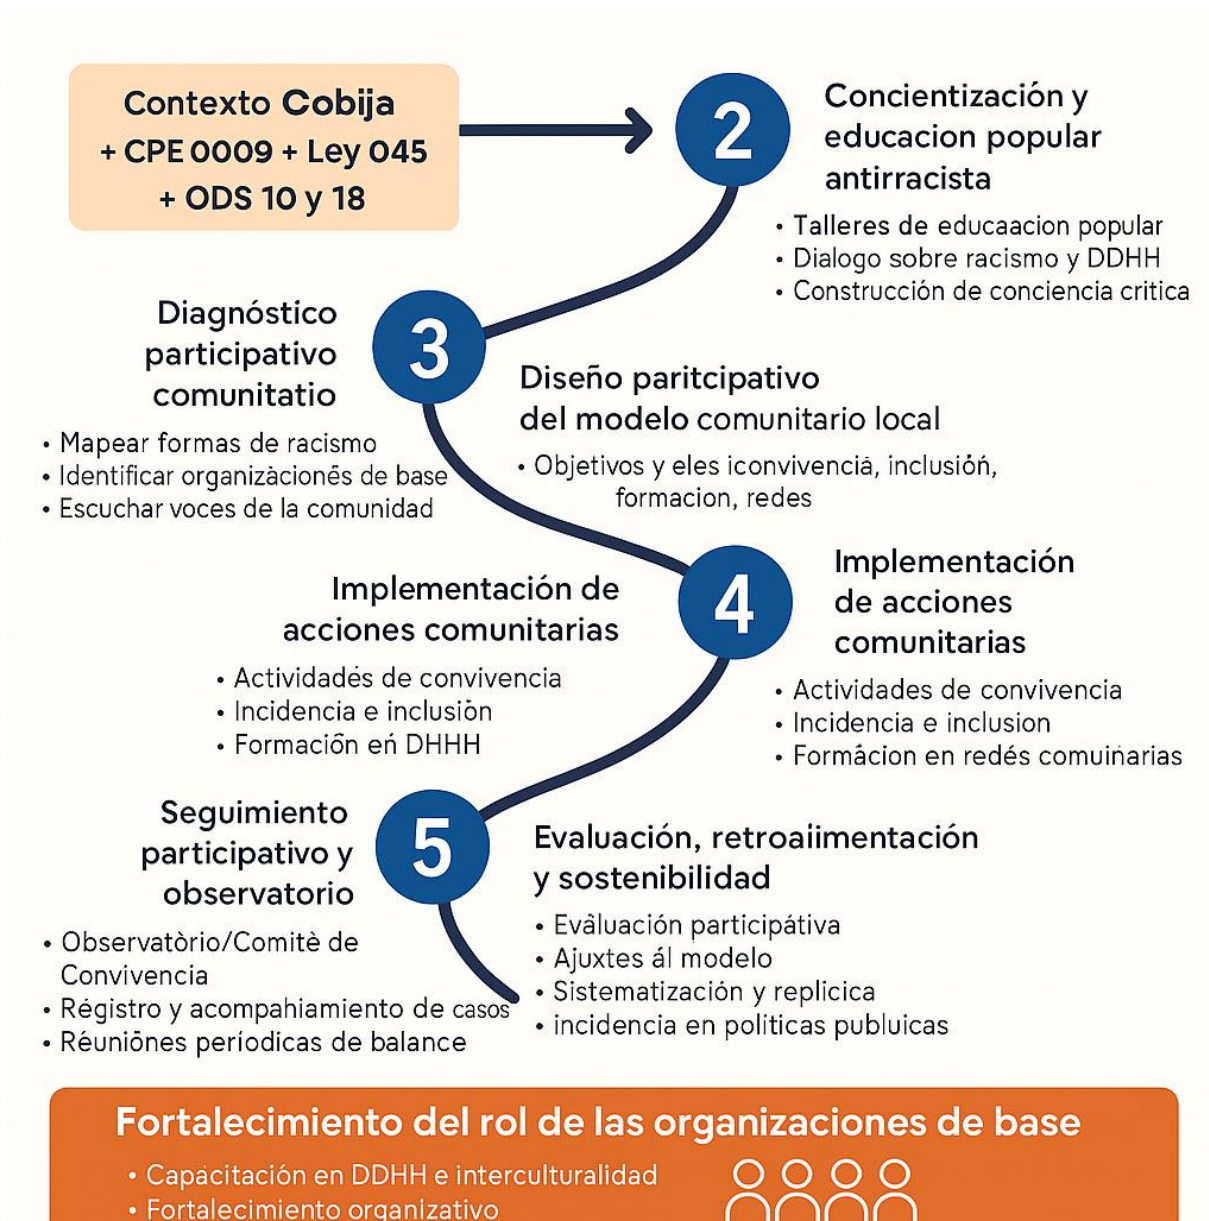 Contexto Cobija
+ CPE 0009 + Ley 045
+ ODS 10 y 18
2
Concientización y
educacion popular
antirracista
• Talleres de educaacion popular
• Dialogo sobre racismo y DDHH
• Construcción de conciencia critica
3
Diagnóstico
participativo
comunitatio
• Mapear formas de racismo
• Identificar organizàcionẽs de base
• Escuchar voces de la comunidad
Diseño paritcipativo
del modelo comunitario local
• Objetivos y eles iconvivenciá, inclusión,
formacion, redes
4
Implementación de
acciones comunitarias
• Actividadés de convivencia
• Incidencia e inclusiön
• Formaciõn eń DHHH
Implementación
de acciones
comunitarias
• Actividades de convivencia
• Incidencia e inclusion
• Formácion en redés comuinarias
5
Seguimiento
participativo y
observatorio
• Observatòrio/Comitè de
Convivencia
• Régistro y acompahiamiento de casos
• Réuniōnes períodicas de balance
Evaluación, retroaiimentación
y sostenibilidad
• Evãluación participátiva
• Ajuxtes ál modelo
• Sistematización y replicica
• incidencia en politicas publuicas
Fortalecimiento del rol de las organizaciones de base
• Capacitación en DDHH e interculturalidad
• Fortalecimiento organizativo